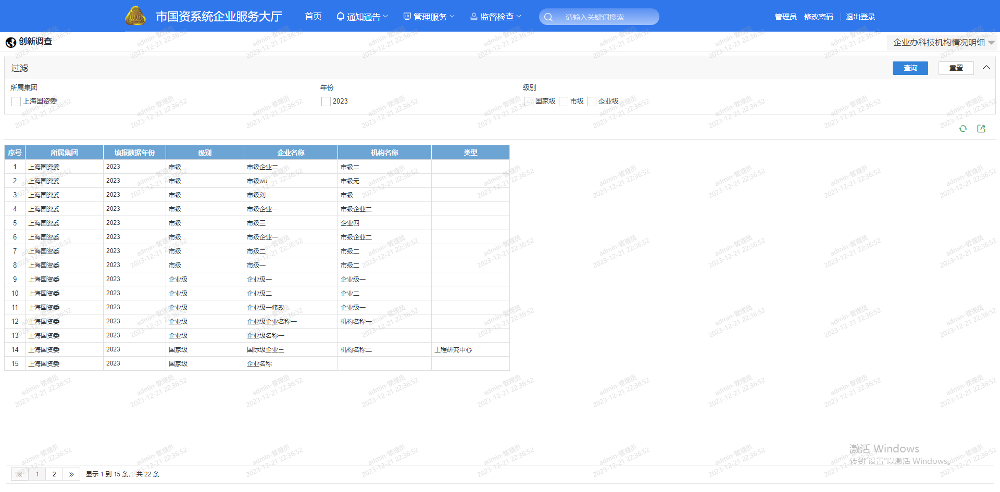 市国资系统企业服务大厅 首页 通知通告 管理服务 监督检查 请输入关键词搜索 管理员 修改密码 退出登录
创新调查 企业办科技机构情况明细
过滤 查询 重置
所属集团 年份 级别
上海国资委 2023 国家级 市级 企业级
序号 所属集团 填报数据年份 级别 企业名称 机构名称 类型
1 上海国资委 2023 市级 市级企业二 市级二
2 上海国资委 2023 市级 市级wu 市级无
3 上海国资委 2023 市级 市级刘 市级
4 上海国资委 2023 市级 市级企业一 市级企业二
5 上海国资委 2023 市级 市级三 企业四
6 上海国资委 2023 市级 市级企业一 市级企业二
7 上海国资委 2023 市级 市级二 市级二
8 上海国资委 2023 市级 市级一 市级二
9 上海国资委 2023 企业级 企业级一 企业级一
10 上海国资委 2023 企业级 企业级二 企业二
11 上海国资委 2023 企业级 企业级一修改 企业级一
12 上海国资委 2023 企业级 企业级企业名称一 机构名称一
13 上海国资委 2023 企业级 企业级名称一
14 上海国资委 2023 国家级 国际级企业三 机构名称二 工程研究中心
15 上海国资委 2023 国家级 企业名称
激活 Windows
转到"设置"以激活 Windows。
« 1 2 » 显示 1 到 15 条， 共 22 条
admin-管理员
2023-12-21 22:36:52